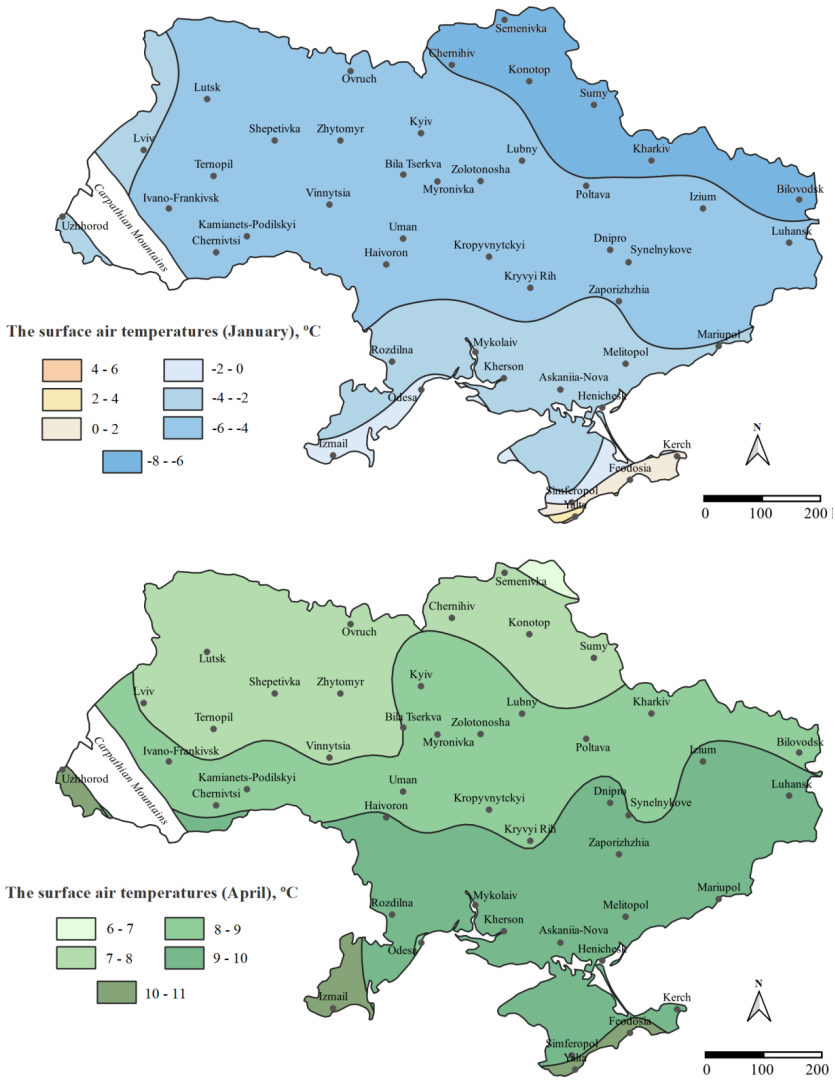 Semenivka
Chernihiv
Ovruch
Konotop
Lutsk
Sumy
Kyiv
Shepetivka
Zhytomyr
Lviv
Lubny
Kharkiv
Ternopil
Bila Tserkva
Zolotonosha
Myronivka
Poltava
Bilovodsk
Ivano-Frankivsk
Vinnytsia
Izium
Carpathian Mountains
Uzhhorod
Kamianets-Podilskyi
Chernivtsi
Uman
Luhansk
Haivoron
Kropyvnytckyi
Dnipro
Synelnykove
Kryvyi Rih
Zaporizhzhia
The surface air temperatures (January), ºC
Mariupol
Rozdilna
Mykolaiv
Melitopol
4 - 6
-2 - 0
Kherson
Askaniia-Nova
2 - 4
-4 - -2
Odesa
Henichesk
0 - 2
-6 - -4
Izmail
Kerch
N
-8 - -6
Feodosia
Simferopol
Yalta
0 100 200
Semenivka
Chernihiv
Ovruch
Konotop
Lutsk
Sumy
Kyiv
Shepetivka
Zhytomyr
Lviv
Lubny
Kharkiv
Ternopil
Bila Tserkva
Zolotonosha
Myronivka
Poltava
Bilovodsk
Ivano-Frankivsk
Vinnytsia
Izium
Carpathian Mountains
Uzhhorod
Kamianets-Podilskyi
Chernivtsi
Uman
Luhansk
Haivoron
Kropyvnytckyi
Dnipro
Synelnykove
Kryvyi Rih
Zaporizhzhia
The surface air temperatures (April), ºC
Mariupol
Rozdilna
Mykolaiv
Melitopol
6 - 7
8 - 9
Kherson
Askaniia-Nova
7 - 8
9 - 10
Odesa
Henichesk
10 - 11
Izmail
Kerch
N
Feodosia
Simferopol
Yalta
0 100 200